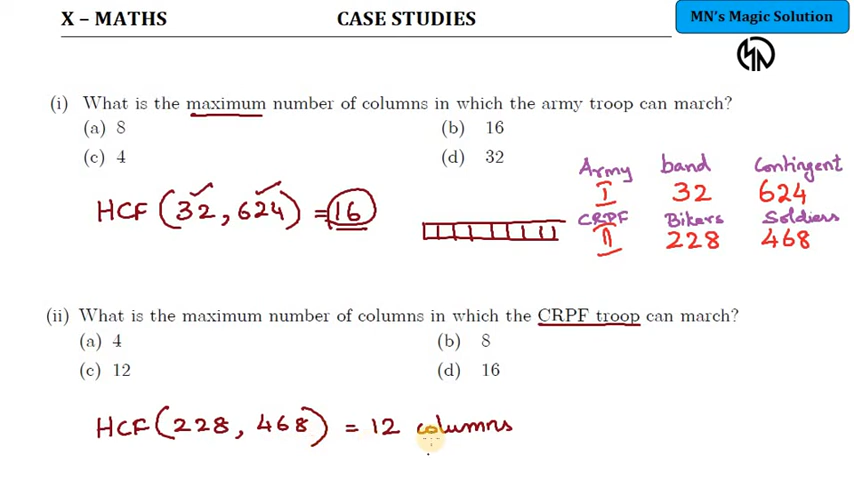 X – MATHS CASE STUDIES MN's Magic Solution
MN
(i) What is the maximum number of columns in which the army troop can march?
(a) 8 (b) 16
(c) 4 (d) 32
Army band Contingent
I 32 624
CRPF Bikers Soldiers
II 228 468
HCF (32, 624) = 16
(ii) What is the maximum number of columns in which the CRPF troop can march?
(a) 4 (b) 8
(c) 12 (d) 16
HCF (228, 468) = 12 columns